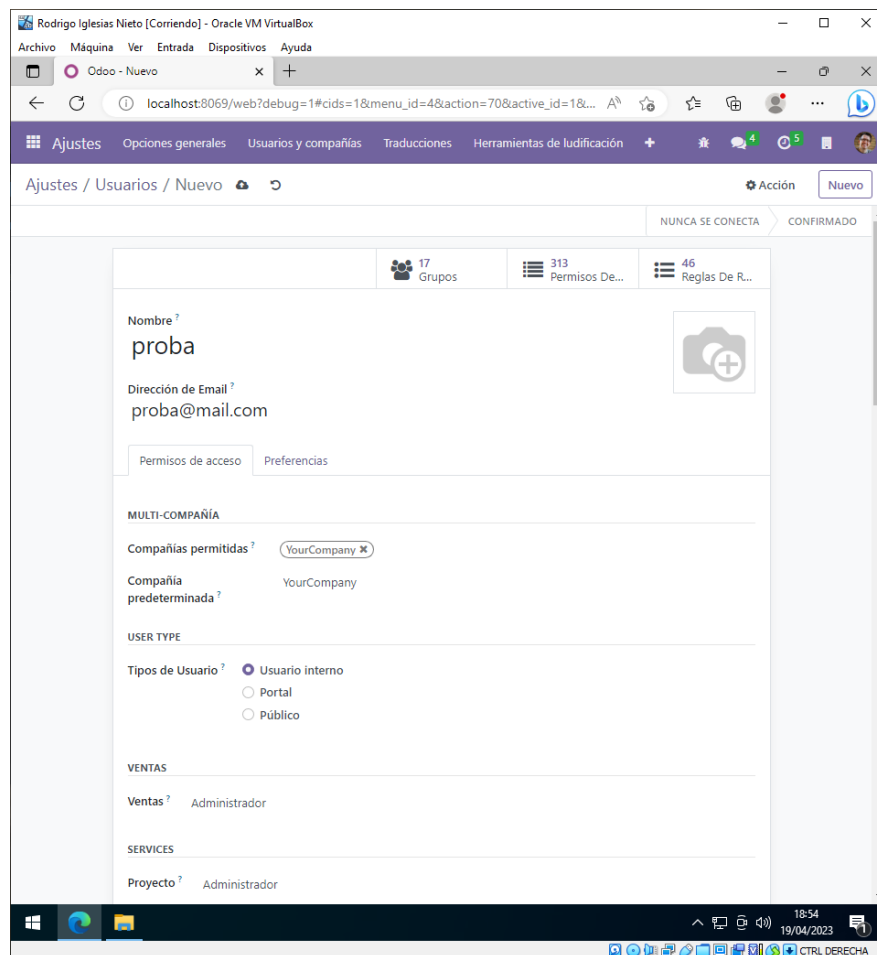 Rodrigo Iglesias Nieto [Corriendo] - Oracle VM VirtualBox
Archivo Máquina Ver Entrada Dispositivos Ayuda
Odoo - Nuevo
localhost:8069/web?debug=1#cids=1&menu_id=4&action=70&active_id=1&...
Ajustes Opciones generales Usuarios y compañías Traducciones Herramientas de ludificación 4 5
Ajustes / Usuarios / Nuevo Acción Nuevo
NUNCA SE CONECTA CONFIRMADO
17 Grupos
313 Permisos De...
46 Reglas De R...
Nombre ?
proba
Dirección de Email ?
proba@mail.com
Permisos de acceso Preferencias
MULTI-COMPAÑÍA
Compañías permitidas ? YourCompany
Compañía
predeterminada ? YourCompany
USER TYPE
Tipos de Usuario ? Usuario interno
Portal
Público
VENTAS
Ventas ? Administrador
SERVICES
Proyecto ? Administrador
18:54
19/04/2023
1
CTRL DERECHA